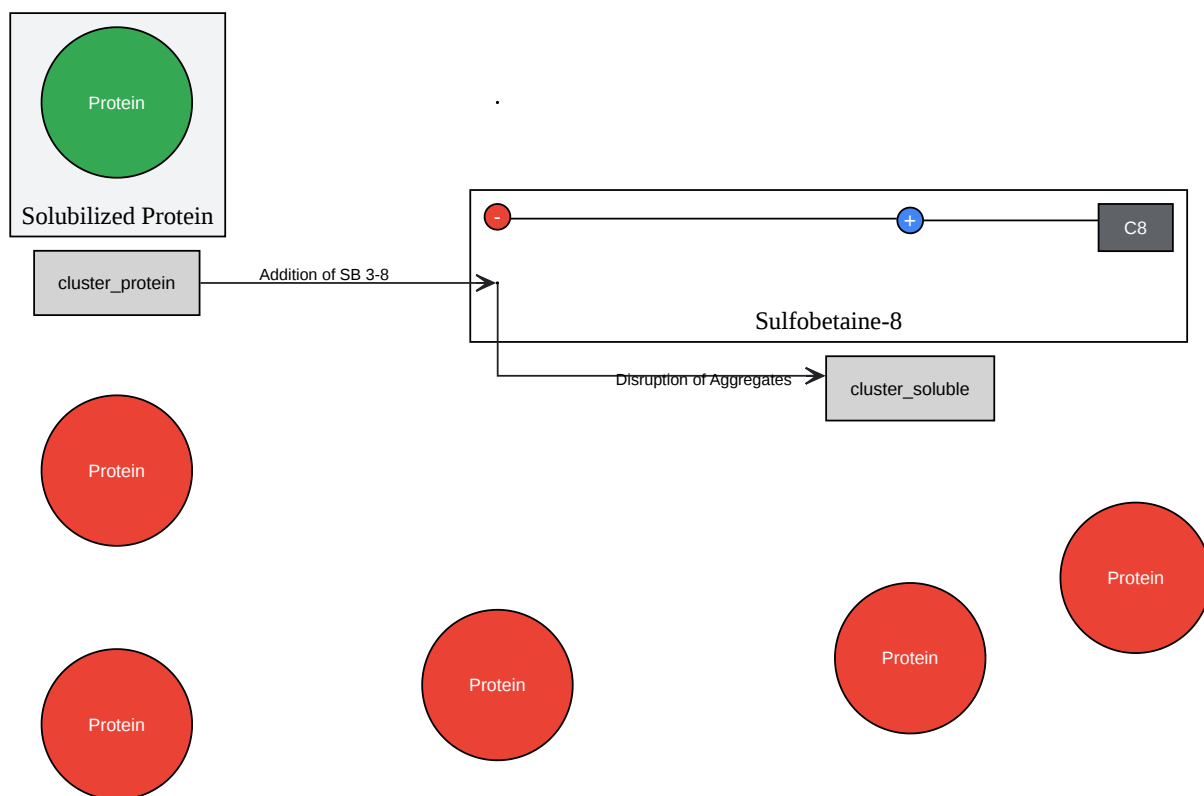 Protein
Solubilized Protein
-
+
C8
cluster_protein
Addition of SB 3-8
Sulfobetaine-8
Disruption of Aggregates
cluster_soluble
Protein
Protein
Protein
Protein
Protein